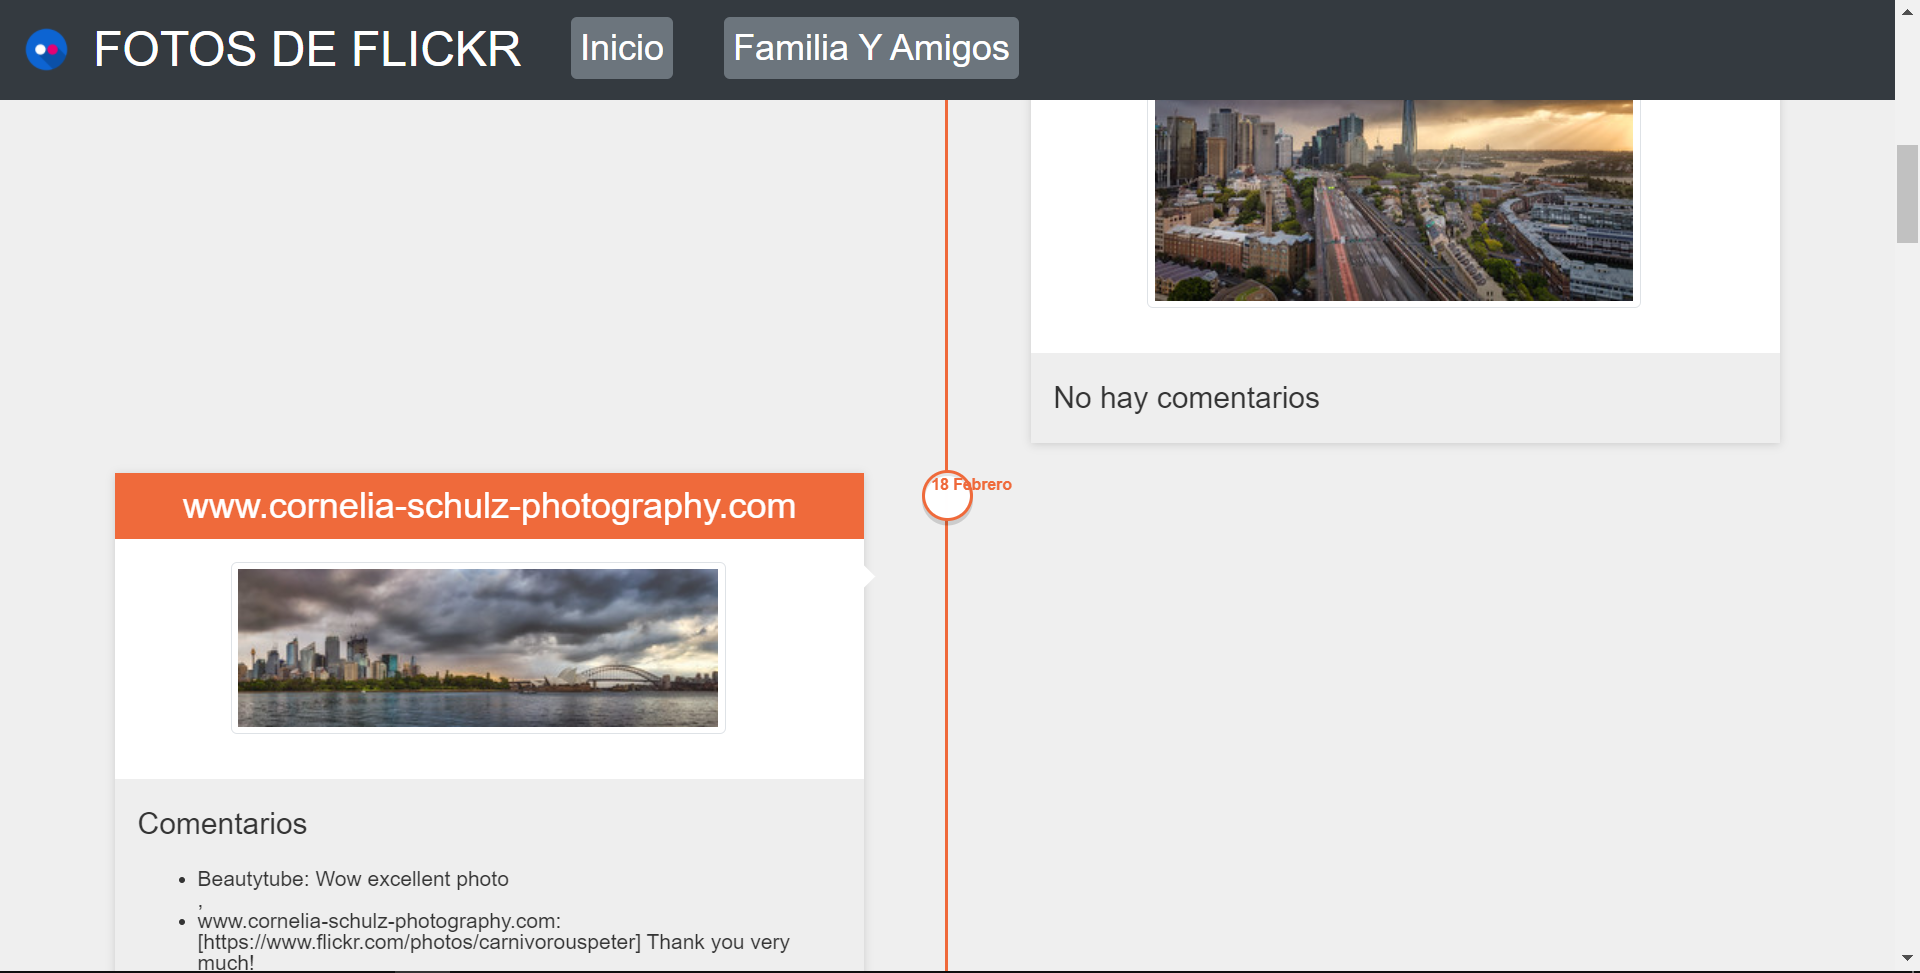 FOTOS DE FLICKR
Inicio
Familia Y Amigos
No hay comentarios
18 Febrero
www.cornelia-schulz-photography.com
Comentarios
Beautytube: Wow excellent photo
,
www.cornelia-schulz-photography.com:
[https://www.flickr.com/photos/carnivorouspeter] Thank you very
much!